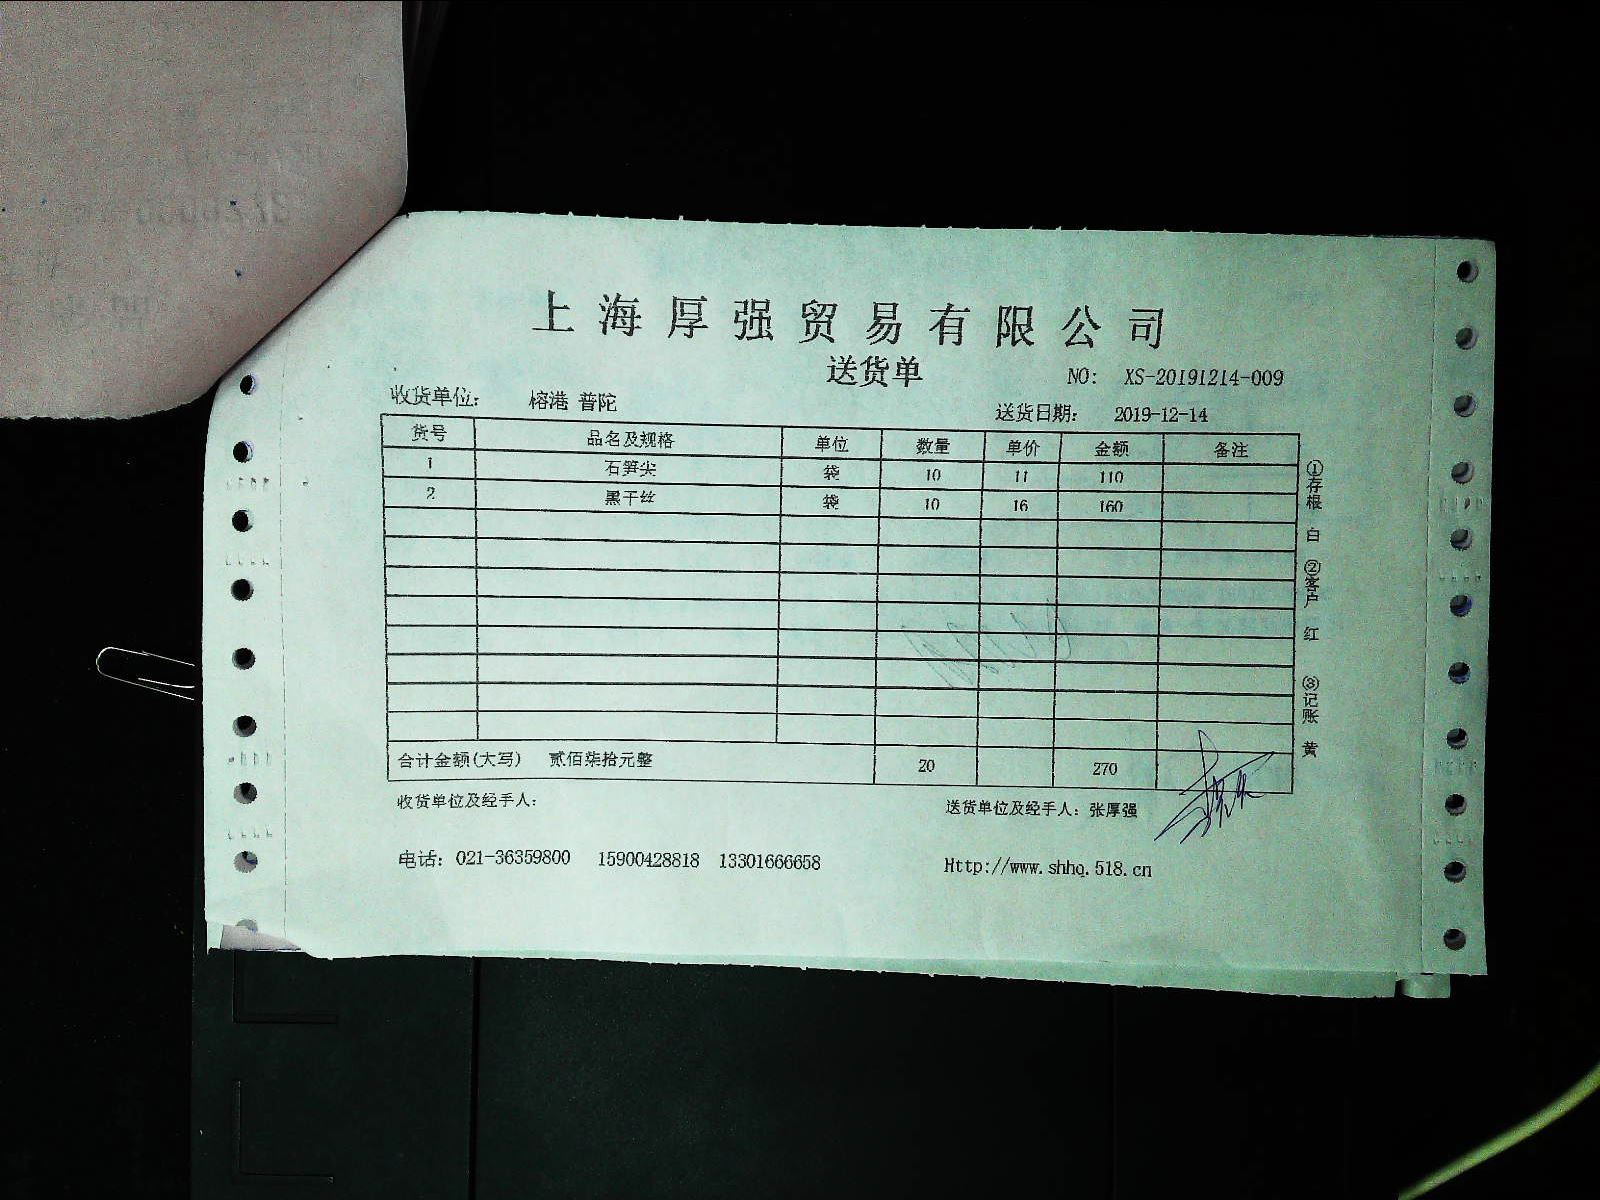 上海厚强贸易有限公司
送货单
NO: XS-20191214-009
收货单位: 榕港 普陀
送货日期: 2019-12-14
货号 品名及规格 单位 数量 单价 金额 备注
1 石笋尖 袋 10 11 110
2 黑干丝 袋 10 16 160
合计金额(大写) 贰佰柒拾元整 20 270
收货单位及经手人:
送货单位及经手人: 张厚强
电话: 021-36359800 15900428818 13301666658
Http://www.shhq.518.cn
①存根 白 ②客户 红 ③记账 黄